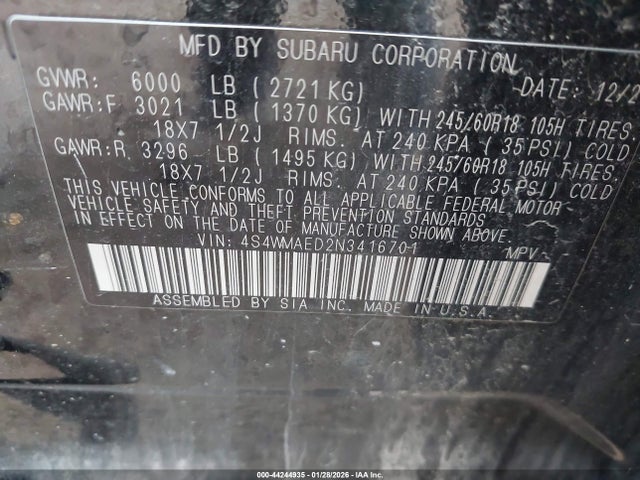 MFD BY SUBARU CORPORATION
GVWR: 6000 LB (2721 KG) DATE: 12/2
GAWR:F 3021 LB (1370 KG) WITH 245/60R18 105H TIRES,
18X7 1/2J RIMS. AT 240 KPA (35 PSI) COLD
GAWR:R 3296 LB (1495 KG) WITH 245/60R18 105H TIRES.
18X7 1/2J RIMS. AT 240 KPA (35 PSI) COLD
THIS VEHICLE CONFORMS TO ALL APPLICABLE FEDERAL MOTOR
VEHICLE SAFETY AND THEFT PREVENTION STANDARDS
IN EFFECT ON THE DATE OF MANUFACTURE SHOWN ABOVE.
VIN: 4S4WMAED2N3416701 MPV
ASSEMBLED BY SIA INC. MADE IN U.S.A.
000-44244935 - 01/28/2026 - IAA Inc.